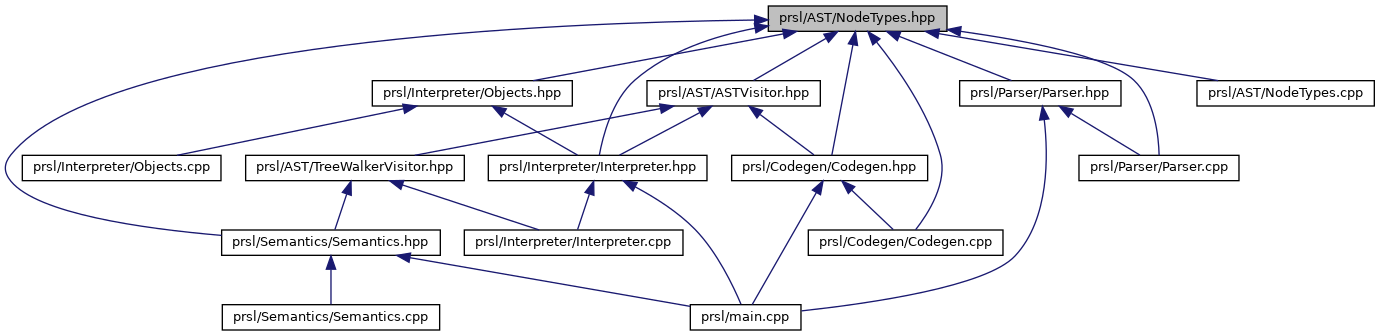 prsl/AST/NodeTypes.hpp
prsl/Interpreter/Objects.hpp
prsl/AST/ASTVisitor.hpp
prsl/Parser/Parser.hpp
prsl/AST/NodeTypes.cpp
prsl/Interpreter/Objects.cpp
prsl/AST/TreeWalkerVisitor.hpp
prsl/Interpreter/Interpreter.hpp
prsl/Codegen/Codegen.hpp
prsl/Parser/Parser.cpp
prsl/Semantics/Semantics.hpp
prsl/Interpreter/Interpreter.cpp
prsl/Codegen/Codegen.cpp
prsl/Semantics/Semantics.cpp
prsl/main.cpp